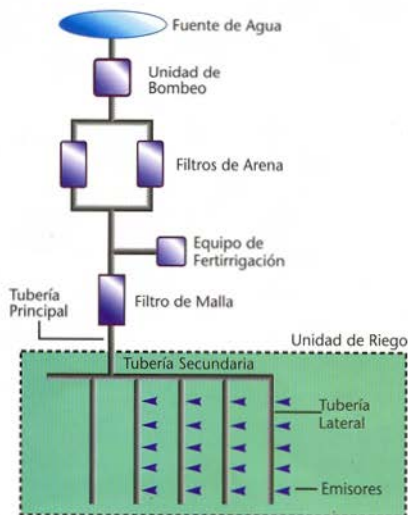 Fuente de Agua
Unidad de
Bombeo
Filtros de Arena
Equipo de
Fertirrigación
Filtro de Malla
Tubería
Principal
Unidad de Riego
Tubería Secundaria
Tubería
Lateral
Emisores